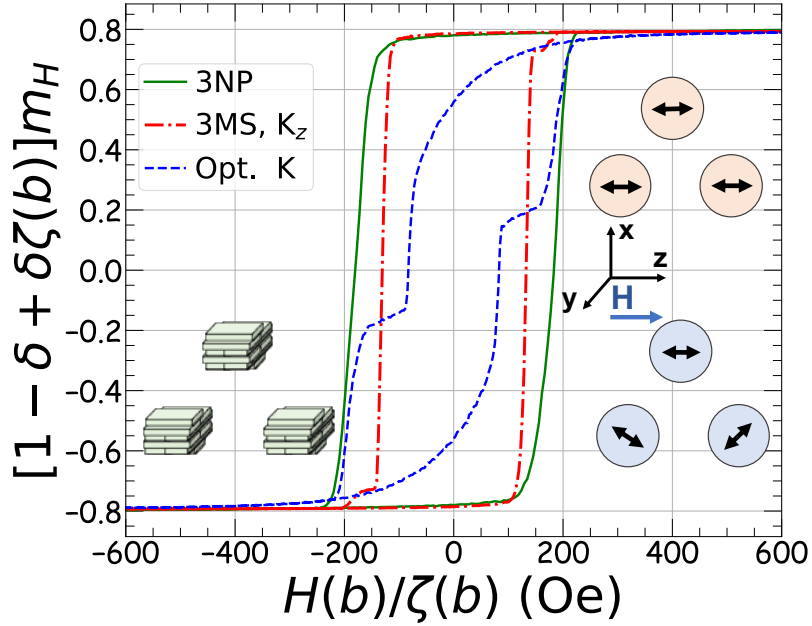 [1 − δ + δζ(b)]m_H
0.8
0.6
0.4
0.2
0.0
−0.2
−0.4
−0.6
−0.8
3NP
3MS, K_z
Opt. K
x
z
y
H
−600
−400
−200
0
200
400
600
H(b)/ζ(b) (Oe)